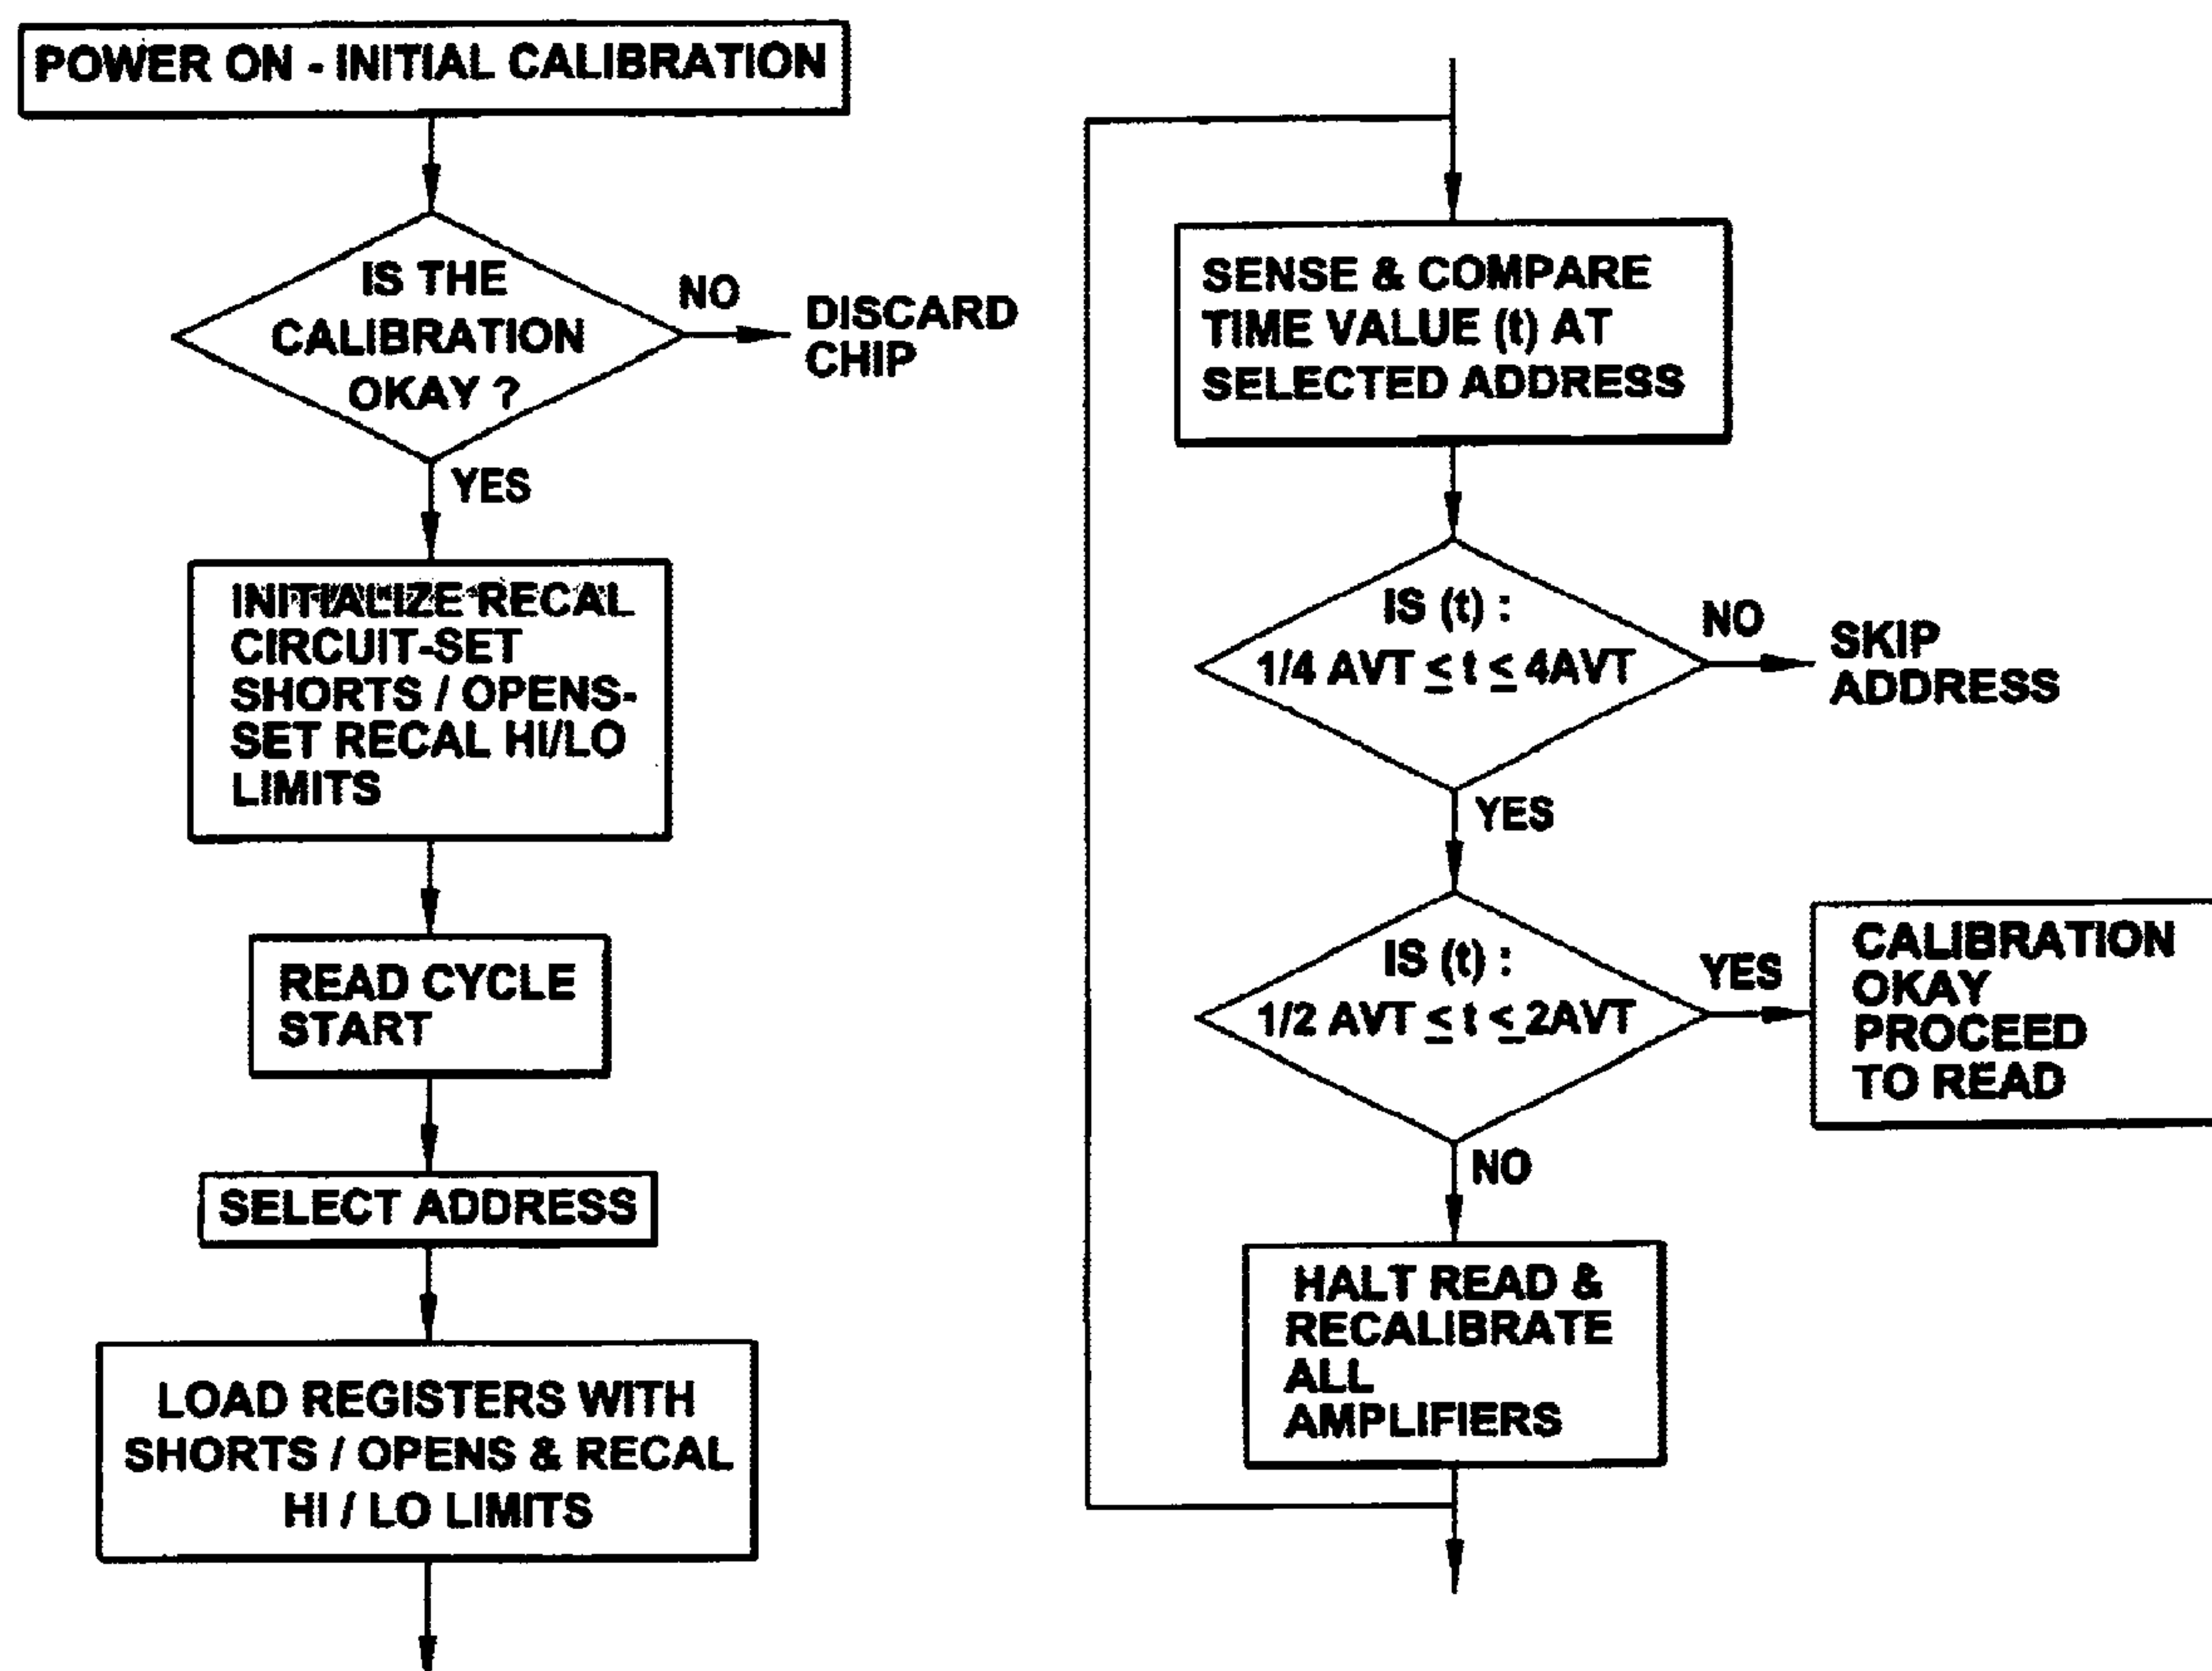 POWER ON - INITIAL CALIBRATION
IS THE
CALIBRATION
OKAY ?
NO
DISCARD
CHIP
YES
INITIALIZE RECAL
CIRCUIT-SET
SHORTS / OPENS-
SET RECAL HI/LO
LIMITS
READ CYCLE
START
SELECT ADDRESS
LOAD REGISTERS WITH
SHORTS / OPENS & RECAL
HI / LO LIMITS
SENSE & COMPARE
TIME VALUE (t) AT
SELECTED ADDRESS
IS (t) :
1/4 AVT ≤ t ≤ 4AVT
NO
SKIP
ADDRESS
YES
IS (t) :
1/2 AVT ≤ t ≤ 2AVT
YES
CALIBRATION
OKAY
PROCEED
TO READ
NO
HALT READ &
RECALIBRATE
ALL
AMPLIFIERS